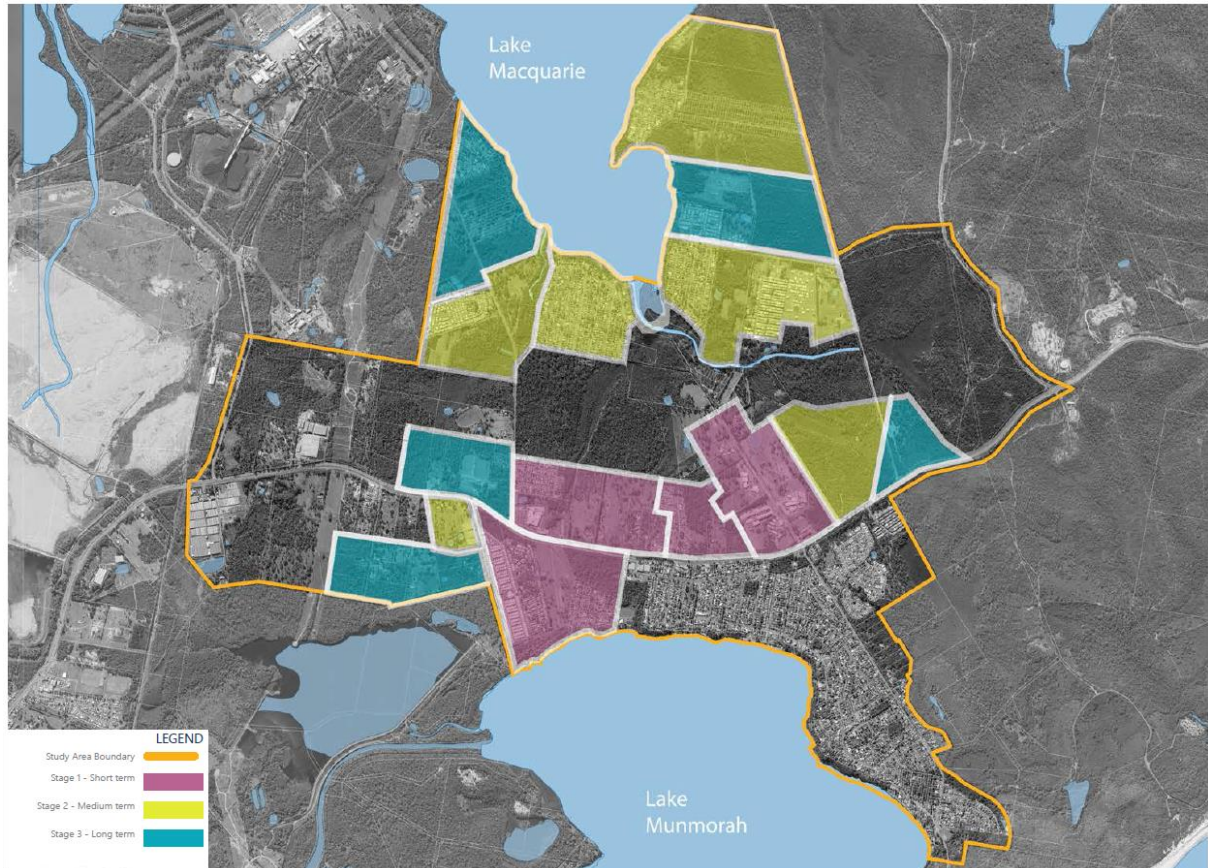 Lake
Macquarie
Lake
Munmorah
LEGEND
Study Area Boundary
Stage 1 - Short term
Stage 2 - Medium term
Stage 3 - Long term